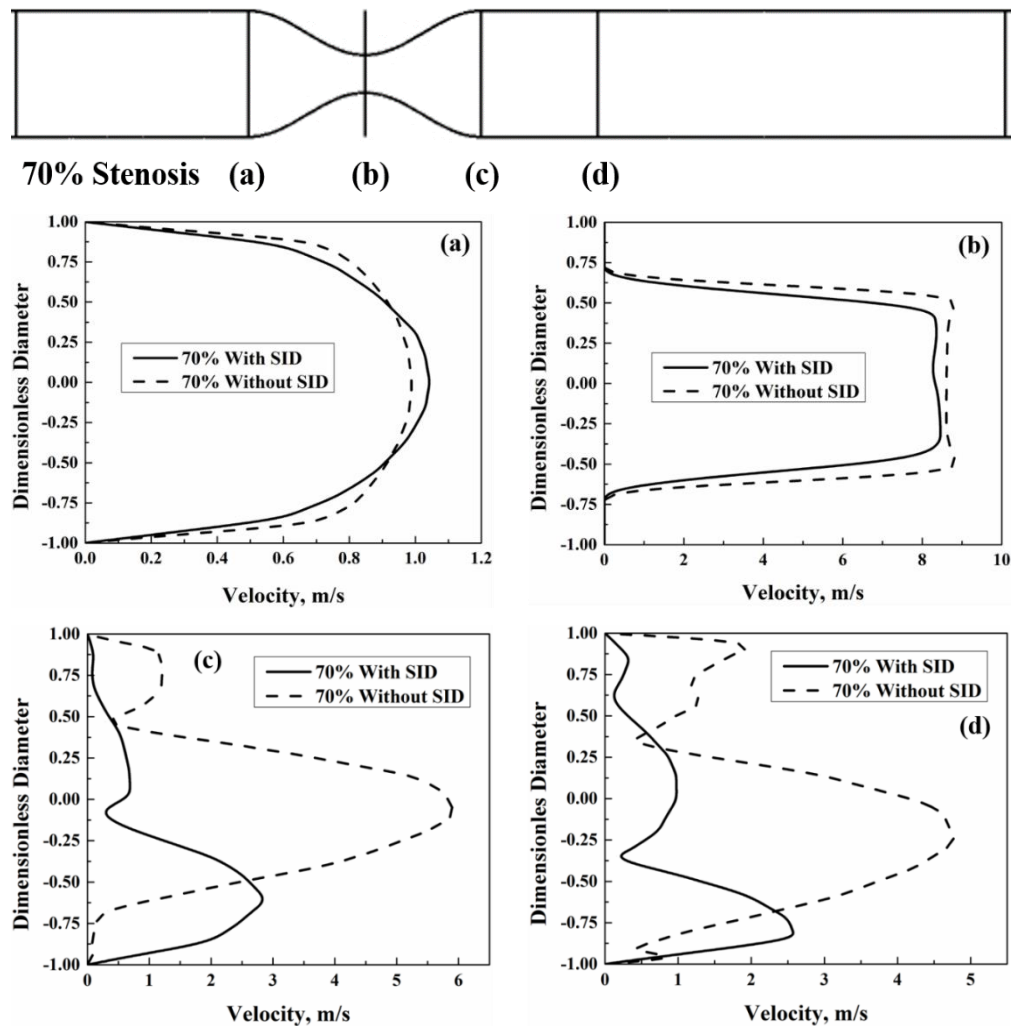 70% Stenosis (a) (b) (c) (d)
1.00
0.75
0.50
0.25
0.00
-0.25
-0.50
-0.75
-1.00
Dimensionless Diameter
(a)
70% With SID
70% Without SID
0.0 0.2 0.4 0.6 0.8 1.0 1.2
Velocity, m/s
1.00
0.75
0.50
0.25
0.00
-0.25
-0.50
-0.75
-1.00
Dimensionless Diameter
(b)
70% With SID
70% Without SID
0 2 4 6 8 10
Velocity, m/s
1.00
0.75
0.50
0.25
0.00
-0.25
-0.50
-0.75
-1.00
Dimensionless Diameter
(c)
70% With SID
70% Without SID
0 1 2 3 4 5 6
Velocity, m/s
1.00
0.75
0.50
0.25
0.00
-0.25
-0.50
-0.75
-1.00
Dimensionles Diameter
70% With SID
70% Without SID
(d)
0 1 2 3 4 5
Velocity, m/s